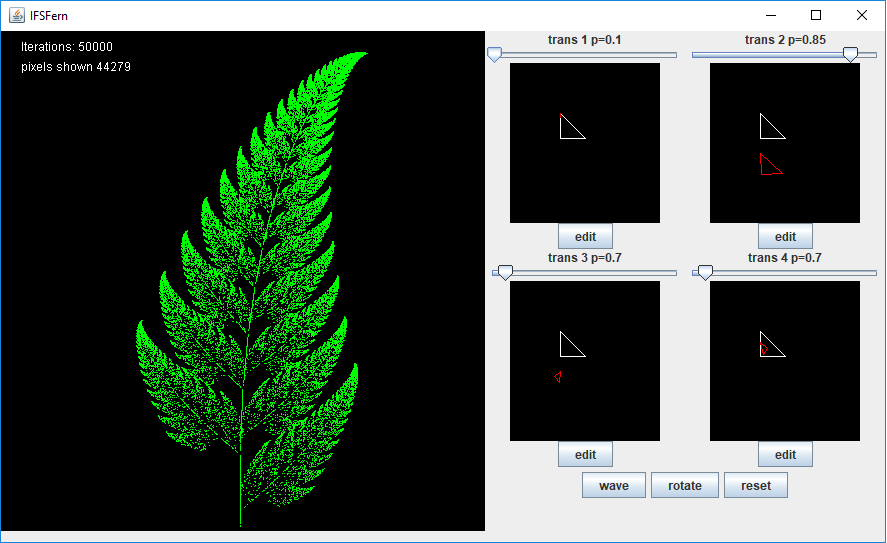 IFSFern
Iterations: 50000
pixels shown 44279
trans 1 p=0.1
trans 2 p=0.85
edit
edit
trans 3 p=0.7
trans 4 p=0.7
edit
edit
wave
rotate
reset